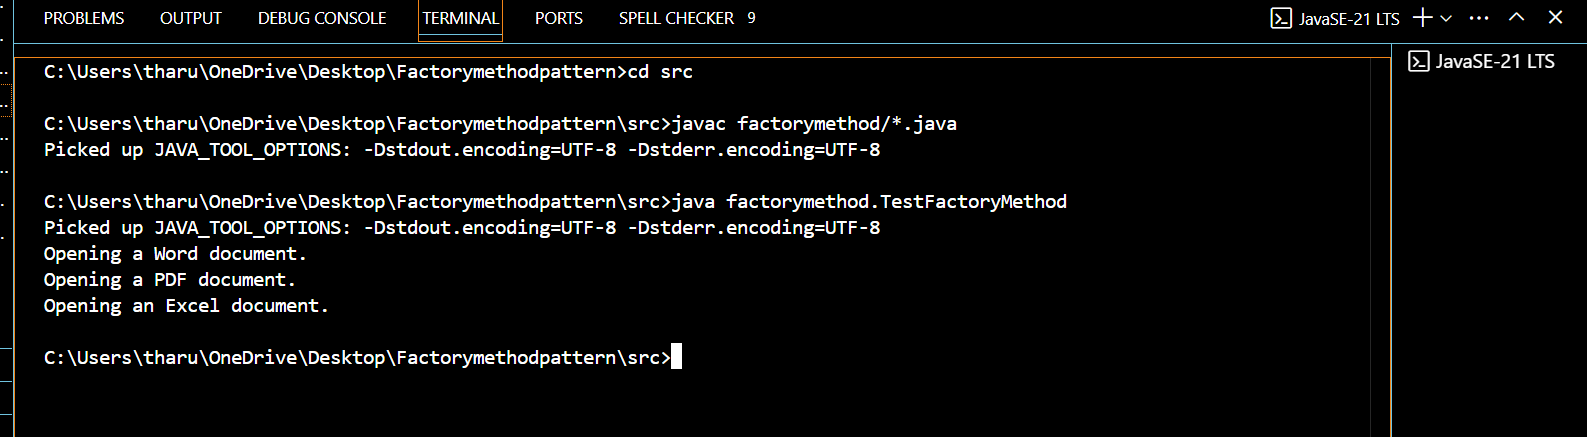 PROBLEMS OUTPUT DEBUG CONSOLE TERMINAL PORTS SPELL CHECKER 9 JavaSE-21 LTS
JavaSE-21 LTS
C:\Users\tharu\OneDrive\Desktop\Factorymethodpattern>cd src
C:\Users\tharu\OneDrive\Desktop\Factorymethodpattern\src>javac factorymethod/*.java
Picked up JAVA_TOOL_OPTIONS: -Dstdout.encoding=UTF-8 -Dstderr.encoding=UTF-8
C:\Users\tharu\OneDrive\Desktop\Factorymethodpattern\src>java factorymethod.TestFactoryMethod
Picked up JAVA_TOOL_OPTIONS: -Dstdout.encoding=UTF-8 -Dstderr.encoding=UTF-8
Opening a Word document.
Opening a PDF document.
Opening an Excel document.
C:\Users\tharu\OneDrive\Desktop\Factorymethodpattern\src>